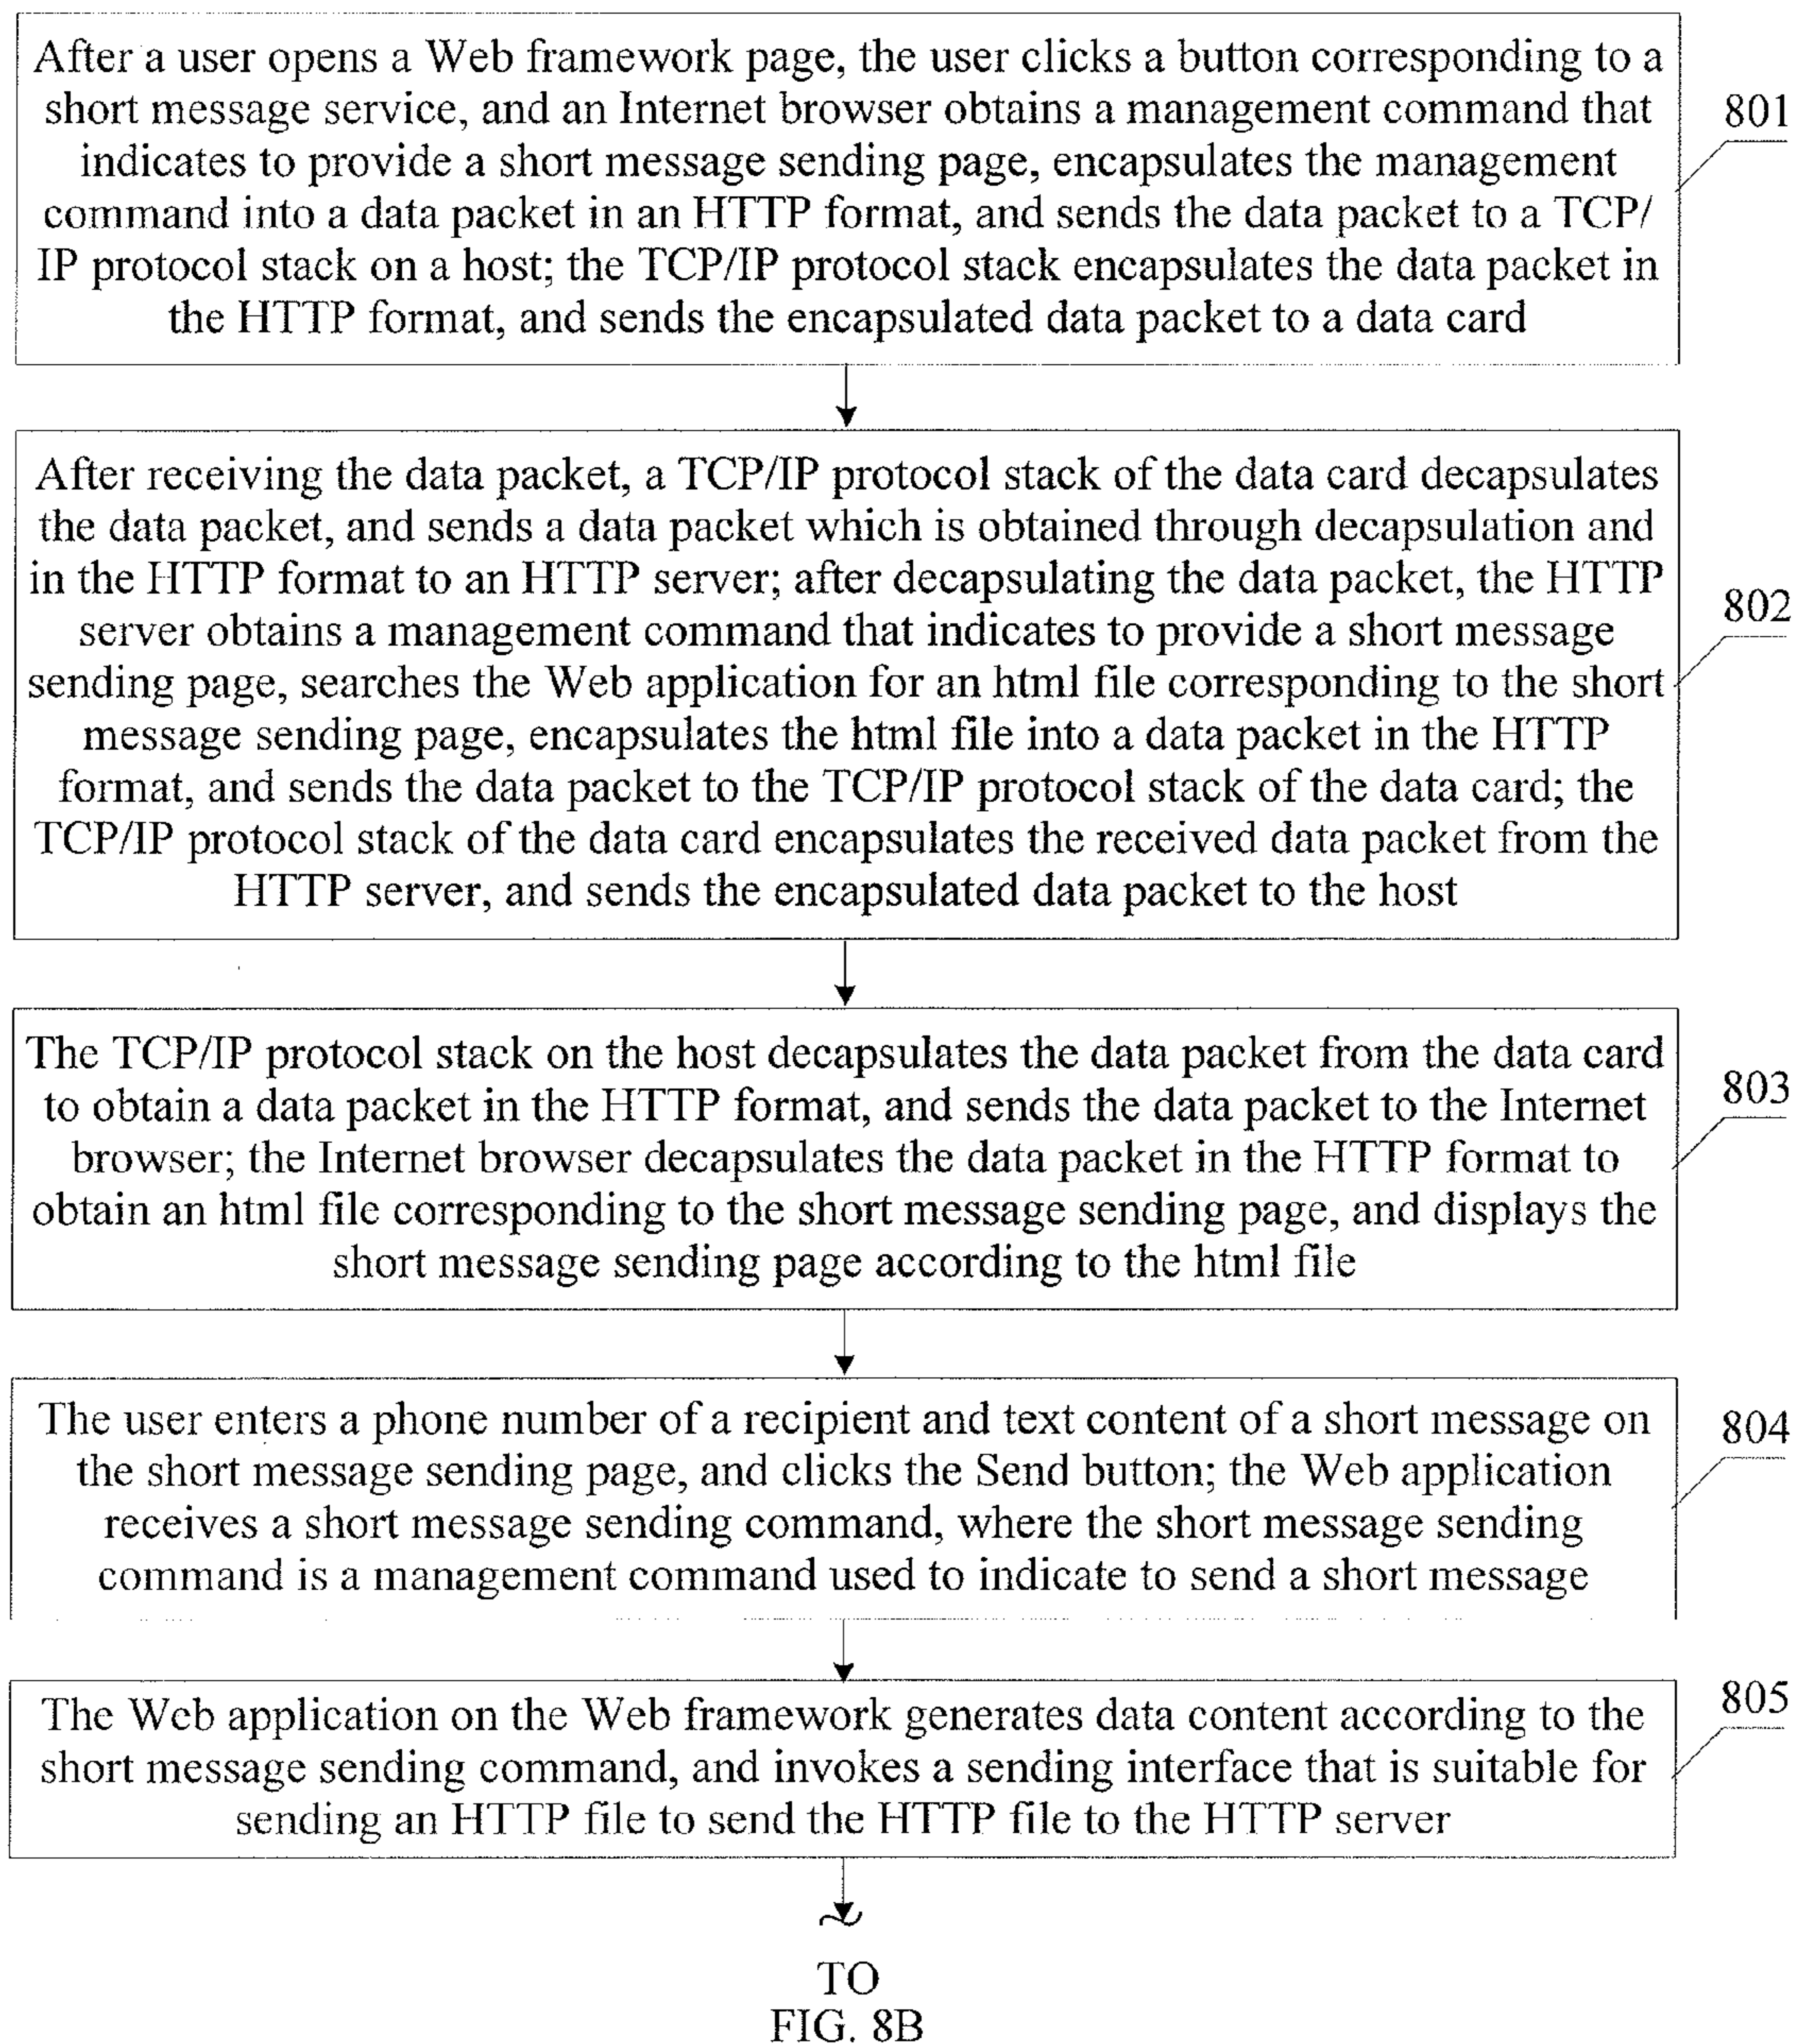 After a user opens a Web framework page, the user clicks a button corresponding to a
short message service, and an Internet browser obtains a management command that
indicates to provide a short message sending page, encapsulates the management
command into a data packet in an HTTP format, and sends the data packet to a TCP/
IP protocol stack on a host; the TCP/IP protocol stack encapsulates the data packet in
the HTTP format, and sends the encapsulated data packet to a data card
801
After receiving the data packet, a TCP/IP protocol stack of the data card decapsulates
the data packet, and sends a data packet which is obtained through decapsulation and
in the HTTP format to an HTTP server; after decapsulating the data packet, the HTTP
server obtains a management command that indicates to provide a short message
sending page, searches the Web application for an html file corresponding to the short
message sending page, encapsulates the html file into a data packet in the HTTP
format, and sends the data packet to the TCP/IP protocol stack of the data card; the
TCP/IP protocol stack of the data card encapsulates the received data packet from the
HTTP server, and sends the encapsulated data packet to the host
802
The TCP/IP protocol stack on the host decapsulates the data packet from the data card
to obtain a data packet in the HTTP format, and sends the data packet to the Internet
browser; the Internet browser decapsulates the data packet in the HTTP format to
obtain an html file corresponding to the short message sending page, and displays the
short message sending page according to the html file
803
The user enters a phone number of a recipient and text content of a short message on
the short message sending page, and clicks the Send button; the Web application
receives a short message sending command, where the short message sending
command is a management command used to indicate to send a short message
804
The Web application on the Web framework generates data content according to the
short message sending command, and invokes a sending interface that is suitable for
sending an HTTP file to send the HTTP file to the HTTP server
805
TO
FIG. 8B